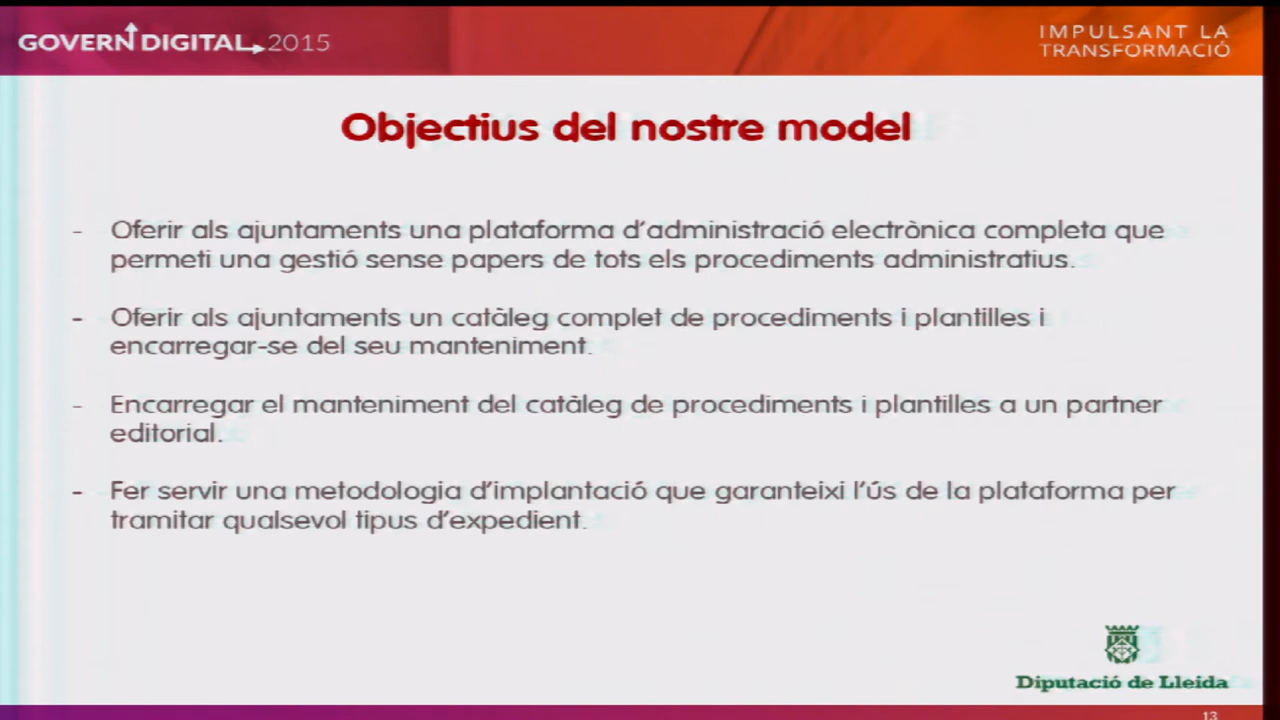 GOVERN DIGITAL 2015
IMPULSANT LA
TRANSFORMACIÓ
Objectius del nostre model
- Oferir als ajuntaments una plataforma d'administració electrònica completa que
permeti una gestió sense papers de tots els procediments administratius.
- Oferir als ajuntaments un catàleg complet de procediments i plantilles i
encarregar-se del seu manteniment.
- Encarregar el manteniment del catàleg de procediments i plantilles a un partner
editorial.
- Fer servir una metodologia d'implantació que garanteixi l'ús de la plataforma per
tramitar qualsevol tipus d'expedient.
Diputació de Lleida
13